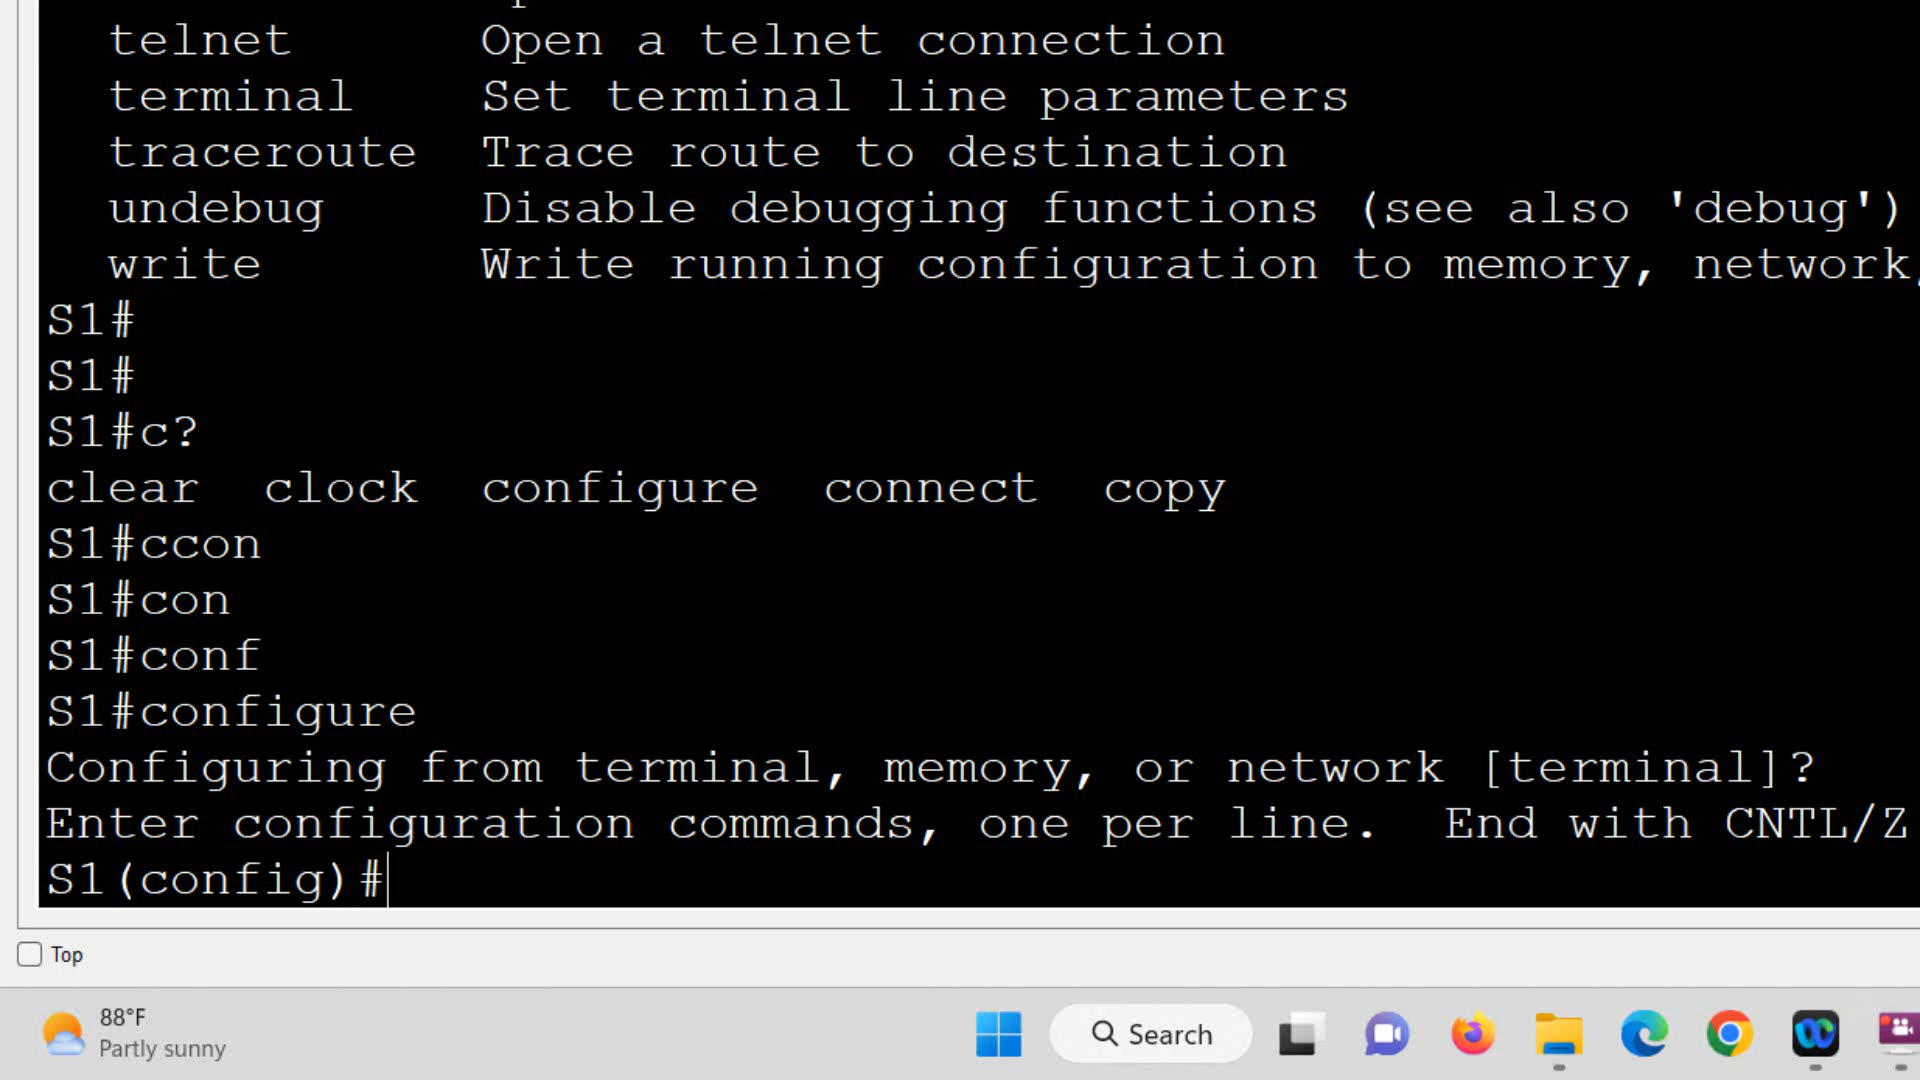 telnet Open a telnet connection
terminal Set terminal line parameters
traceroute Trace route to destination
undebug Disable debugging functions (see also 'debug')
write Write running configuration to memory, network,
S1#
S1#
S1#c?
clear clock configure connect copy
S1#ccon
S1#con
S1#conf
S1#configure
Configuring from terminal, memory, or network [terminal]?
Enter configuration commands, one per line. End with CNTL/Z
S1(config)#
Top
88°F
Partly sunny
Search